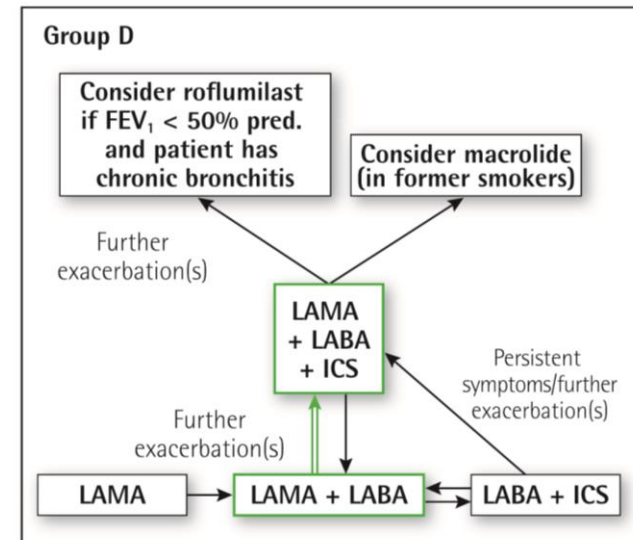 Group D
Consider roflumilast
if FEV₁ < 50% pred.
and patient has
chronic bronchitis
Consider macrolide
(in former smokers)
Further
exacerbation(s)
LAMA
+ LABA
+ ICS
Persistent
symptoms/further
exacerbation(s)
Further
exacerbation(s)
LAMA
LAMA + LABA
LABA + ICS